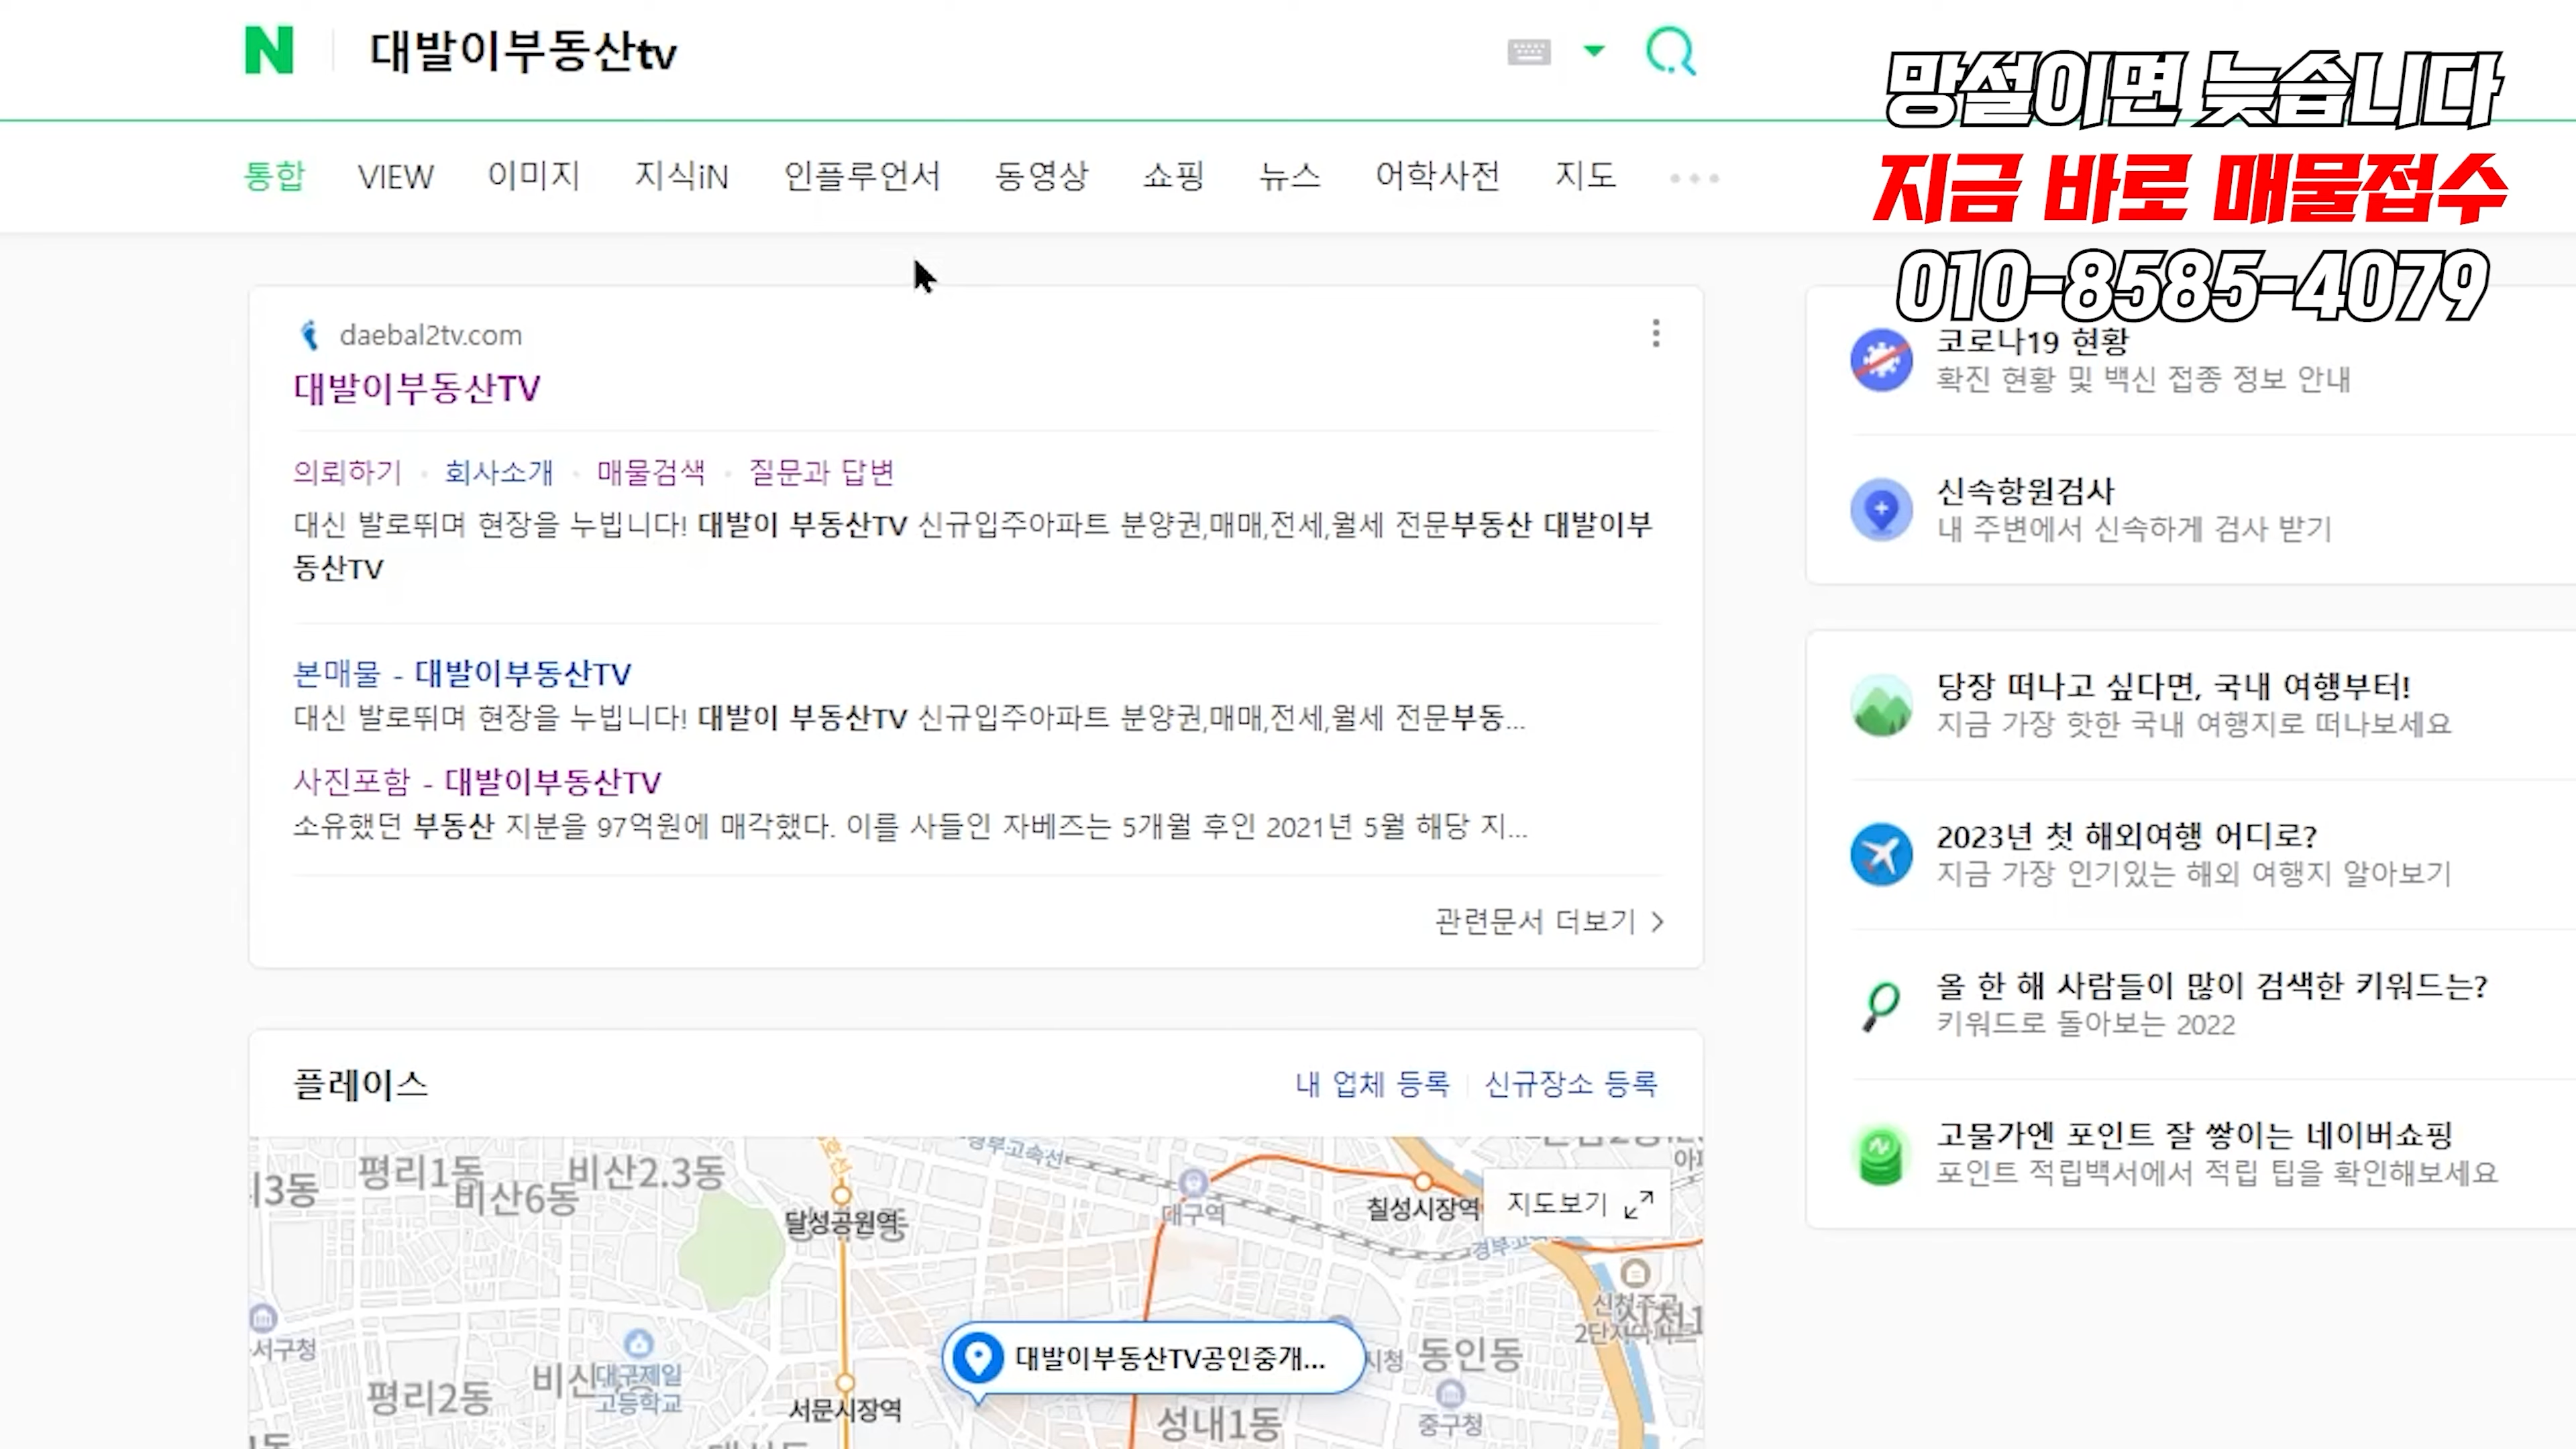 N 대발이부동산tv
망설이면 늦습니다
지금 바로 매물접수
010-8585-4079
통합 VIEW 이미지 지식iN 인플루언서 동영상 쇼핑 뉴스 어학사전 지도
daebal2tv.com
대발이부동산TV
의뢰하기 · 회사소개 · 매물검색 · 질문과 답변
대신 발로뛰며 현장을 누빕니다! 대발이 부동산TV 신규입주아파트 분양권,매매,전세,월세 전문부동산 대발이부
동산TV
본매물 - 대발이부동산TV
대신 발로뛰며 현장을 누빕니다! 대발이 부동산TV 신규입주아파트 분양권,매매,전세,월세 전문부동...
사진포함 - 대발이부동산TV
소유했던 부동산 지분을 97억원에 매각했다. 이를 사들인 자베즈는 5개월 후인 2021년 5월 해당 지...
관련문서 더보기
코로나19 현황
확진 현황 및 백신 접종 정보 안내
신속항원검사
내 주변에서 신속하게 검사 받기
당장 떠나고 싶다면, 국내 여행부터!
지금 가장 핫한 국내 여행지로 떠나보세요
2023년 첫 해외여행 어디로?
지금 가장 인기있는 해외 여행지 알아보기
올 한 해 사람들이 많이 검색한 키워드는?
키워드로 돌아보는 2022
고물가엔 포인트 잘 쌓이는 네이버쇼핑
포인트 적립백서에서 적립 팁을 확인해보세요
플레이스
내 업체 등록 신규장소 등록
경부고속선
평리1동
비산2.3동
비산6동
3동
달성공원역
대구역
칠성시장역
지도보기
서구청
대구제일
고등학교
평리2동
서문시장역
대발이부동산TV공인중개...
동인동
성내1동
중구청